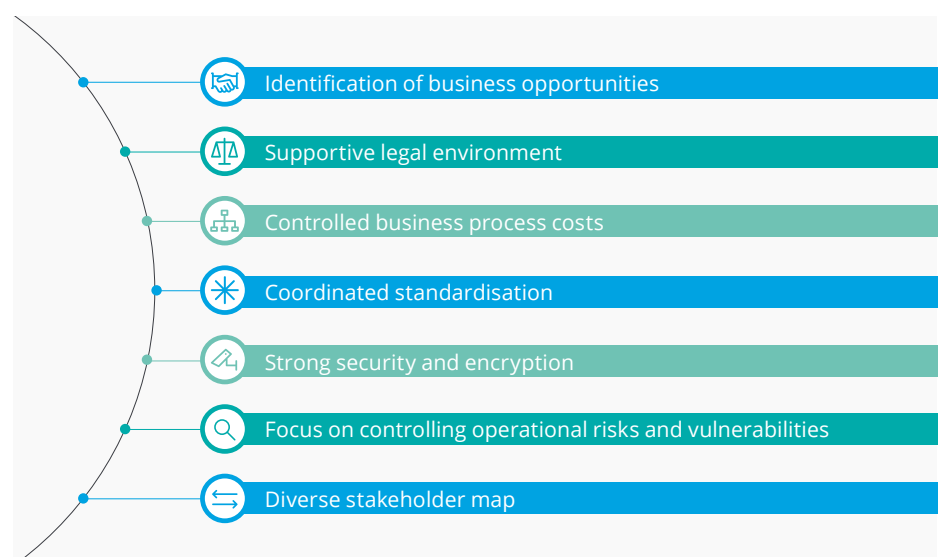 Identification of business opportunities
Supportive legal environment
Controlled business process costs
Coordinated standardisation
Strong security and encryption
Focus on controlling operational risks and vulnerabilities
Diverse stakeholder map